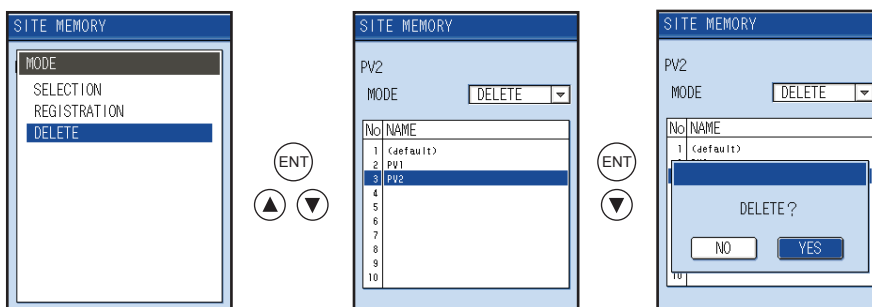 SITE MEMORY
MODE
SELECTION
REGISTRATION
DELETE
ENT
SITE MEMORY
PV2
MODE DELETE
No NAME
1 (default)
2 PV1
3 PV2
4
5
6
7
8
9
10
ENT
SITE MEMORY
PV2
MODE DELETE
No NAME
1 (default)
DELETE?
NO YES
10